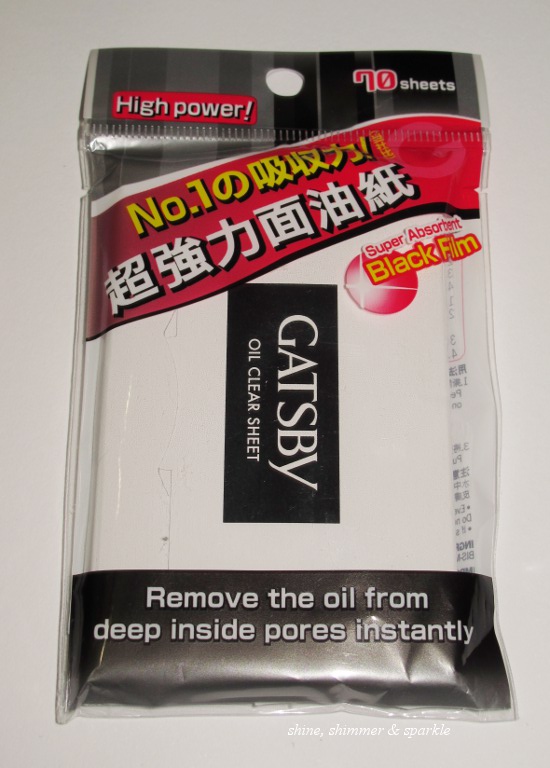 70 sheets
High power!
No.1の吸収力!
超強力面油紙
Super Absorbent
Black Film
GATSBY
OIL CLEAR SHEET
Remove the oil from
deep inside pores instantly
shine, shimmer & sparkle